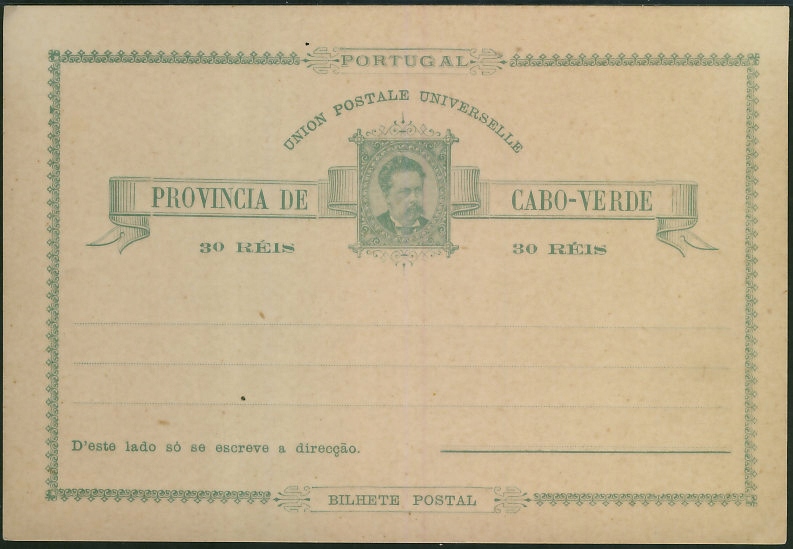 PORTUGAL
UNION POSTALE UNIVERSELLE
PROVINCIA DE CABO-VERDE
30 RÉIS 30 RÉIS
D'este lado só se escreve a direcção.
BILHETE POSTAL